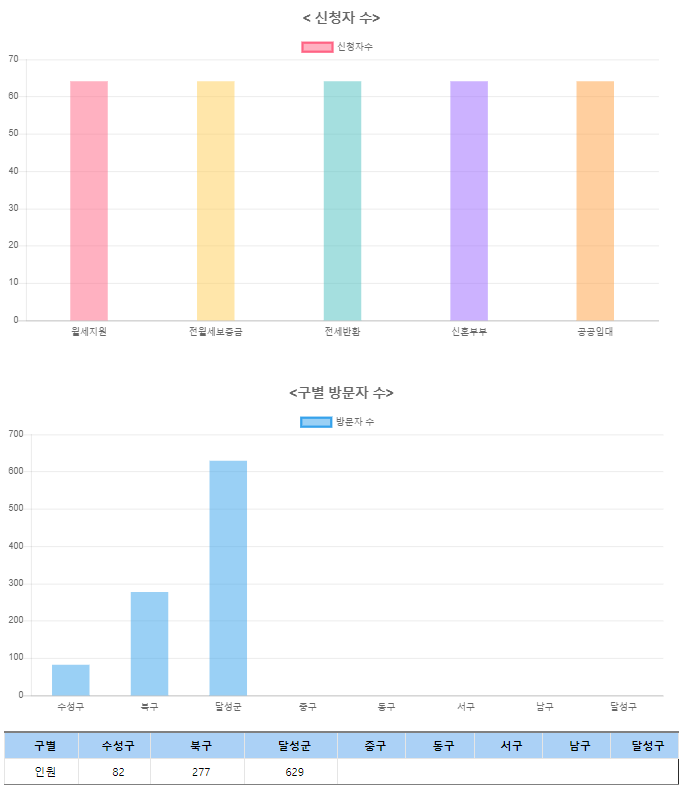 < 신청자 수>
신청자수
70
60
50
40
30
20
10
0
월세지원 전월세보증금 전세반환 신혼부부 공공임대
<구별 방문자 수>
방문자 수
700
600
500
400
300
200
100
0
수성구 북구 달성군 중구 동구 서구 남구 달성구
구별 수성구 북구 달성군 중구 동구 서구 남구 달성구
인원 82 277 629